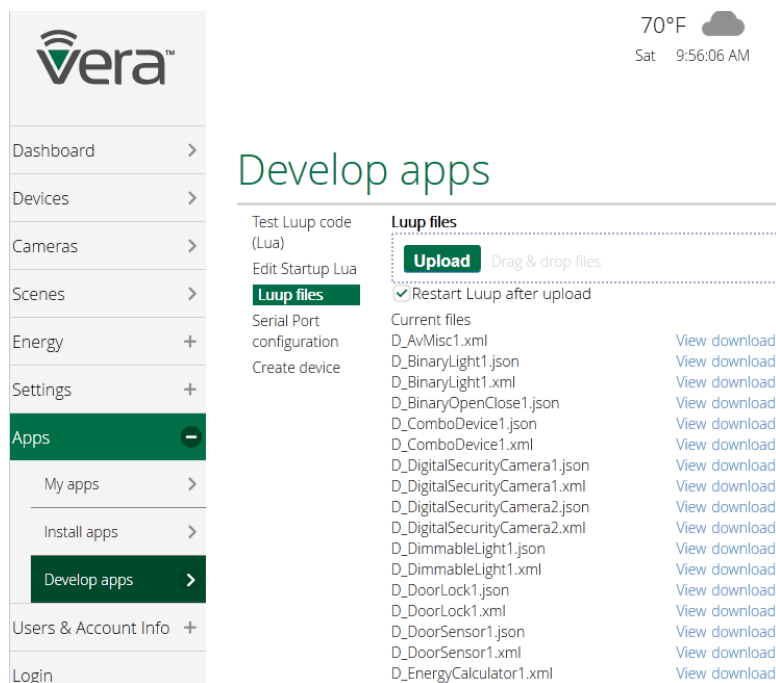 vera™
70°F
Sat 9:56:06 AM
Dashboard
Devices
Cameras
Scenes
Energy
Settings
Apps
My apps
Install apps
Develop apps
Users & Account Info
Login
Develop apps
Test Luup code
(Lua)
Edit Startup Lua
Luup files
Serial Port
configuration
Create device
Luup files
Upload Drag & drop files
Restart Luup after upload
Current files
D_AvMisc1.xml View download
D_BinaryLight1.json View download
D_BinaryLight1.xml View download
D_BinaryOpenClose1.json View download
D_ComboDevice1.json View download
D_ComboDevice1.xml View download
D_DigitalSecurityCamera1.json View download
D_DigitalSecurityCamera1.xml View download
D_DigitalSecurityCamera2.json View download
D_DigitalSecurityCamera2.xml View download
D_DimmableLight1.json View download
D_DimmableLight1.xml View download
D_DoorLock1.json View download
D_DoorLock1.xml View download
D_DoorSensor1.json View download
D_DoorSensor1.xml View download
D_EnergyCalculator1.xml View download